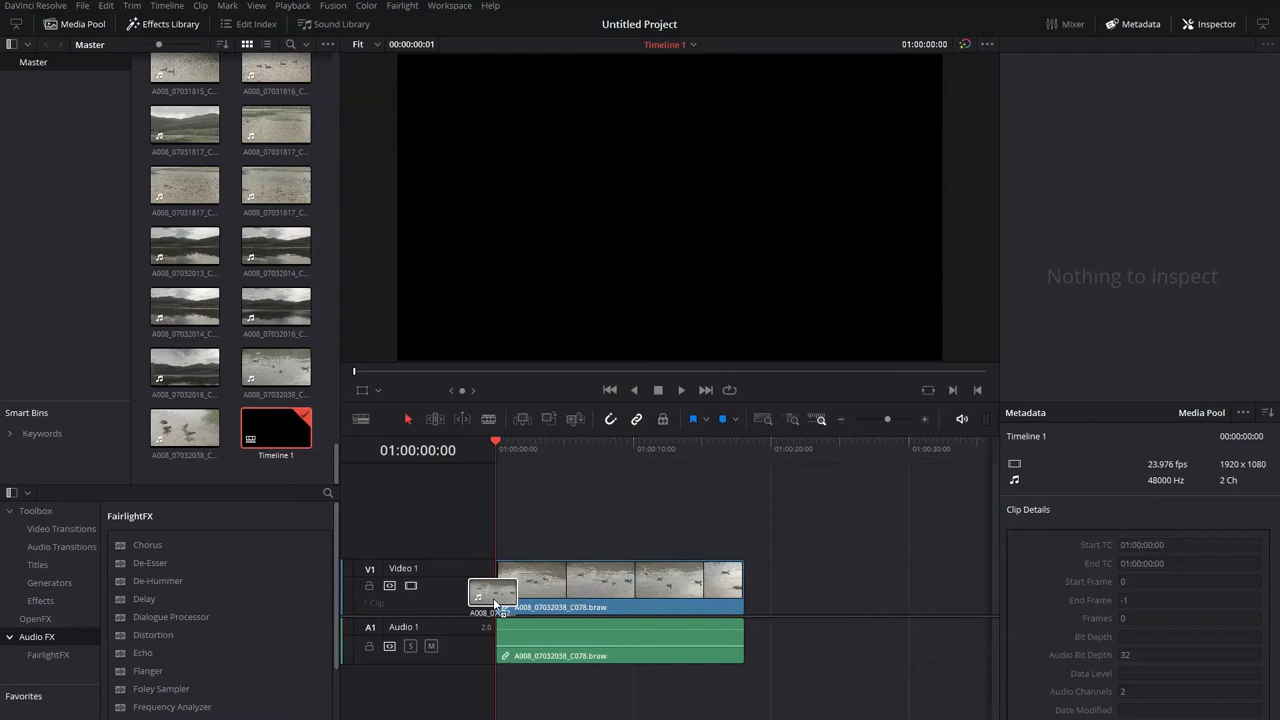 DaVinci Resolve File Edit Trim Timeline Clip Mark View Playback Fusion Color Fairlight Workspace Help
Media Pool Effects Library Edit Index Sound Library Untitled Project Mixer Metadata Inspector
Master Fit 00:00:00:01 Timeline 1 01:00:00:00
Master
A008_07031815_C... A008_07031816_C...
A008_07031817_C... A008_07031817_C...
A008_07031817_C... A008_07031817_C...
A008_07032013_C... A008_07032014_C...
A008_07032014_C... A008_07032016_C...
A008_07032016_C... A008_07032038_C...
A008_07032038_C... Timeline 1
Nothing to inspect
Smart Bins
Keywords
Metadata Media Pool
Timeline 1 00:00:00:00
23.976 fps 1920 x 1080
48000 Hz 2 Ch
Clip Details
Start TC 01:00:00:00
End TC 01:00:00:00
Start Frame 0
End Frame -1
Frames 0
Bit Depth
Audio Bit Depth 32
Data Level
Audio Channels 2
Date Modified
01:00:00:00 01:00:00:00 01:00:10:00 01:00:20:00 01:00:30:00
V1 Video 1
1 Clip
A008_07032038_C078.braw
A1 Audio 1 2.0
S M
A008_07032038_C078.braw
Toolbox
Video Transitions
Audio Transitions
Titles
Generators
Effects
OpenFX
Audio FX
FairlightFX
Favorites
FairlightFX
Chorus
De-Esser
De-Hummer
Delay
Dialogue Processor
Distortion
Echo
Flanger
Foley Sampler
Frequency Analyzer